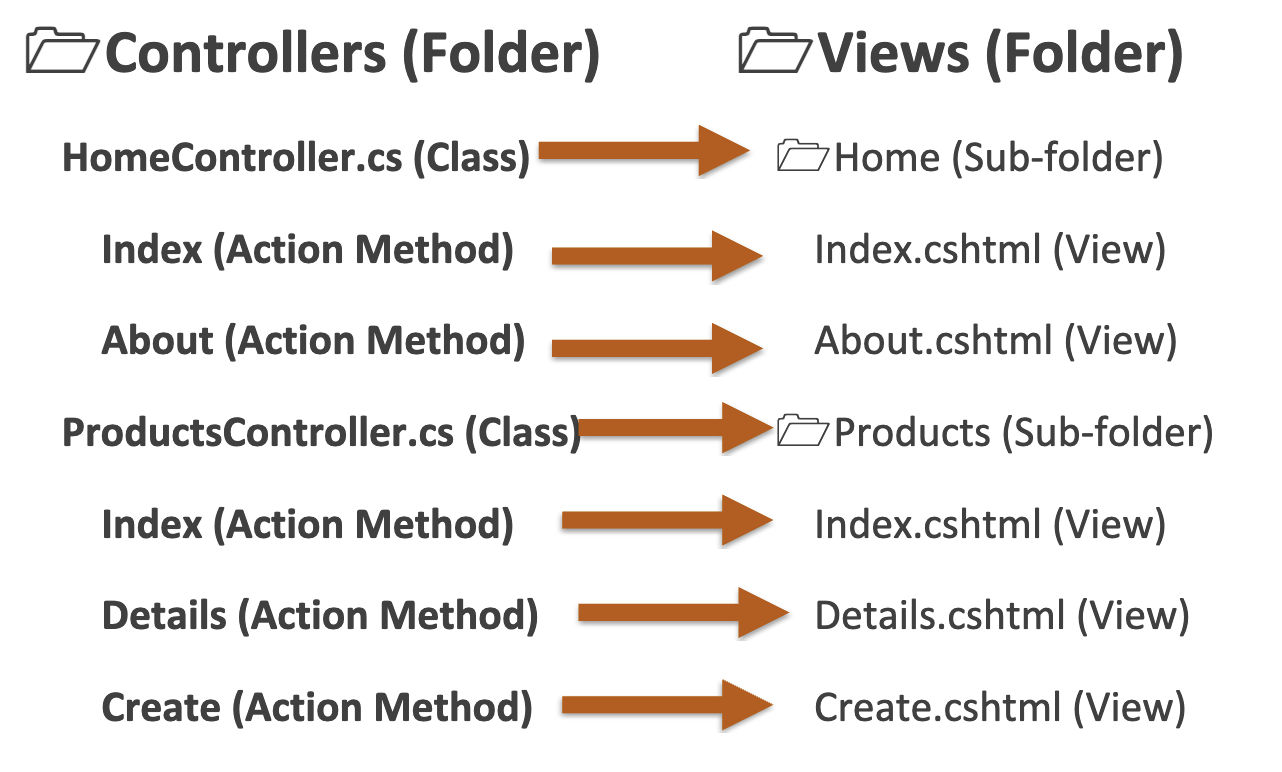 Controllers (Folder)
Views (Folder)
HomeController.cs (Class)
Home (Sub-folder)
Index (Action Method)
Index.cshtml (View)
About (Action Method)
About.cshtml (View)
ProductsController.cs (Class)
Products (Sub-folder)
Index (Action Method)
Index.cshtml (View)
Details (Action Method)
Details.cshtml (View)
Create (Action Method)
Create.cshtml (View)